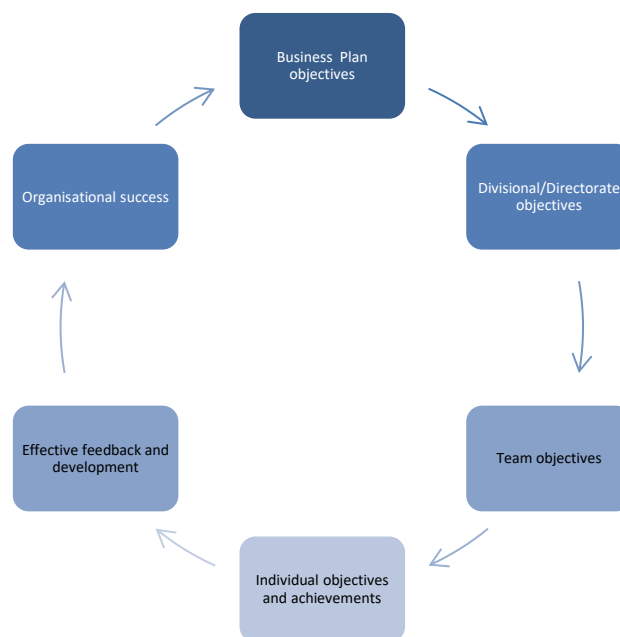 Business Plan
objectives
Divisional/Directorate
objectives
Team objectives
Individual objectives
and achievements
Effective feedback and
development
Organisational success